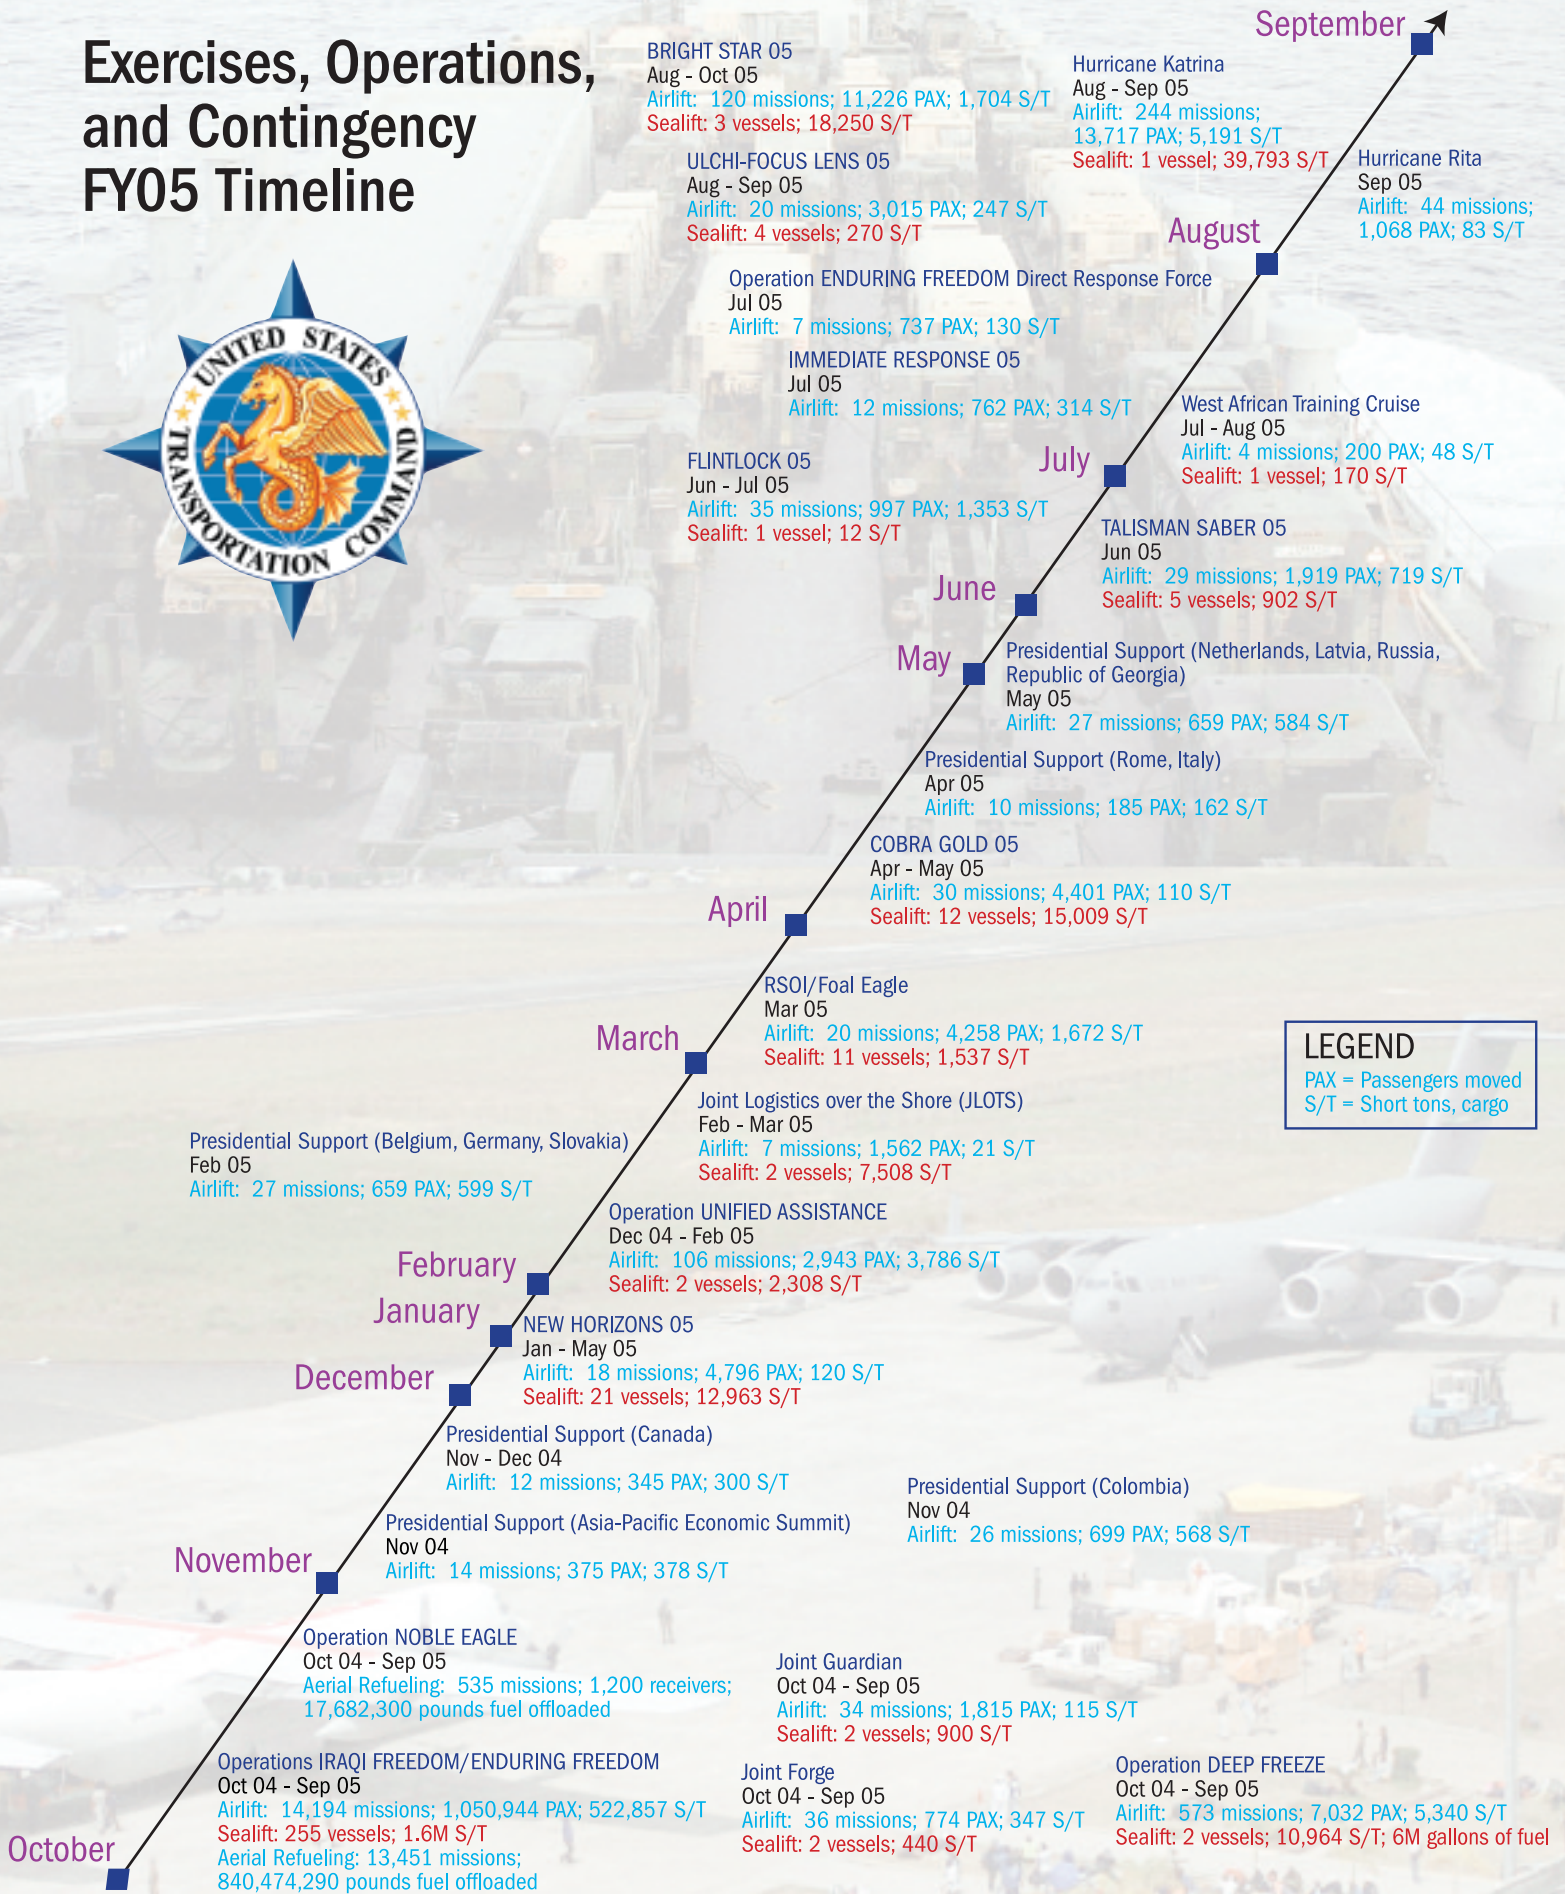 Exercises, Operations,
and Contingency
FY05 Timeline
UNITED STATES
TRANSPORTATION COMMAND
September
BRIGHT STAR 05
Aug - Oct 05
Airlift: 120 missions; 11,226 PAX; 1,704 S/T
Sealift: 3 vessels; 18,250 S/T
Hurricane Katrina
Aug - Sep 05
Airlift: 244 missions;
13,717 PAX; 5,191 S/T
Sealift: 1 vessel; 39,793 S/T
Hurricane Rita
Sep 05
Airlift: 44 missions;
1,068 PAX; 83 S/T
ULCHI-FOCUS LENS 05
Aug - Sep 05
Airlift: 20 missions; 3,015 PAX; 247 S/T
Sealift: 4 vessels; 270 S/T
August
Operation ENDURING FREEDOM Direct Response Force
Jul 05
Airlift: 7 missions; 737 PAX; 130 S/T
IMMEDIATE RESPONSE 05
Jul 05
Airlift: 12 missions; 762 PAX; 314 S/T
West African Training Cruise
Jul - Aug 05
Airlift: 4 missions; 200 PAX; 48 S/T
Sealift: 1 vessel; 170 S/T
July
FLINTLOCK 05
Jun - Jul 05
Airlift: 35 missions; 997 PAX; 1,353 S/T
Sealift: 1 vessel; 12 S/T
TALISMAN SABER 05
Jun 05
Airlift: 29 missions; 1,919 PAX; 719 S/T
Sealift: 5 vessels; 902 S/T
June
May
Presidential Support (Netherlands, Latvia, Russia,
Republic of Georgia)
May 05
Airlift: 27 missions; 659 PAX; 584 S/T
Presidential Support (Rome, Italy)
Apr 05
Airlift: 10 missions; 185 PAX; 162 S/T
COBRA GOLD 05
Apr - May 05
Airlift: 30 missions; 4,401 PAX; 110 S/T
Sealift: 12 vessels; 15,009 S/T
April
RSOI/Foal Eagle
Mar 05
Airlift: 20 missions; 4,258 PAX; 1,672 S/T
Sealift: 11 vessels; 1,537 S/T
March
LEGEND
PAX = Passengers moved
S/T = Short tons, cargo
Joint Logistics over the Shore (JLOTS)
Feb - Mar 05
Airlift: 7 missions; 1,562 PAX; 21 S/T
Sealift: 2 vessels; 7,508 S/T
Presidential Support (Belgium, Germany, Slovakia)
Feb 05
Airlift: 27 missions; 659 PAX; 599 S/T
Operation UNIFIED ASSISTANCE
Dec 04 - Feb 05
Airlift: 106 missions; 2,943 PAX; 3,786 S/T
Sealift: 2 vessels; 2,308 S/T
February
January
NEW HORIZONS 05
Jan - May 05
Airlift: 18 missions; 4,796 PAX; 120 S/T
Sealift: 21 vessels; 12,963 S/T
December
Presidential Support (Canada)
Nov - Dec 04
Airlift: 12 missions; 345 PAX; 300 S/T
Presidential Support (Colombia)
Nov 04
Airlift: 26 missions; 699 PAX; 568 S/T
Presidential Support (Asia-Pacific Economic Summit)
Nov 04
Airlift: 14 missions; 375 PAX; 378 S/T
November
Operation NOBLE EAGLE
Oct 04 - Sep 05
Aerial Refueling: 535 missions; 1,200 receivers;
17,682,300 pounds fuel offloaded
Joint Guardian
Oct 04 - Sep 05
Airlift: 34 missions; 1,815 PAX; 115 S/T
Sealift: 2 vessels; 900 S/T
Operations IRAQI FREEDOM/ENDURING FREEDOM
Oct 04 - Sep 05
Airlift: 14,194 missions; 1,050,944 PAX; 522,857 S/T
Sealift: 255 vessels; 1.6M S/T
Aerial Refueling: 13,451 missions;
840,474,290 pounds fuel offloaded
Joint Forge
Oct 04 - Sep 05
Airlift: 36 missions; 774 PAX; 347 S/T
Sealift: 2 vessels; 440 S/T
Operation DEEP FREEZE
Oct 04 - Sep 05
Airlift: 573 missions; 7,032 PAX; 5,340 S/T
Sealift: 2 vessels; 10,964 S/T; 6M gallons of fuel
October